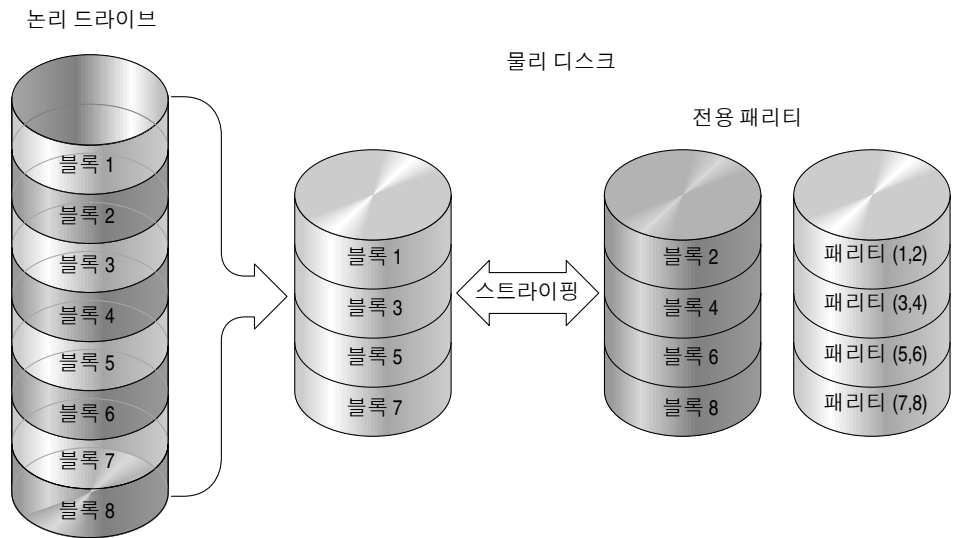 논리 드라이브
물리 디스크
전용 패리티
블록 1
블록 2
블록 3
블록 4
블록 5
블록 6
블록 7
블록 8
블록 1
블록 3
블록 5
블록 7
스트라이핑
블록 2
블록 4
블록 6
블록 8
패리티 (1,2)
패리티 (3,4)
패리티 (5,6)
패리티 (7,8)